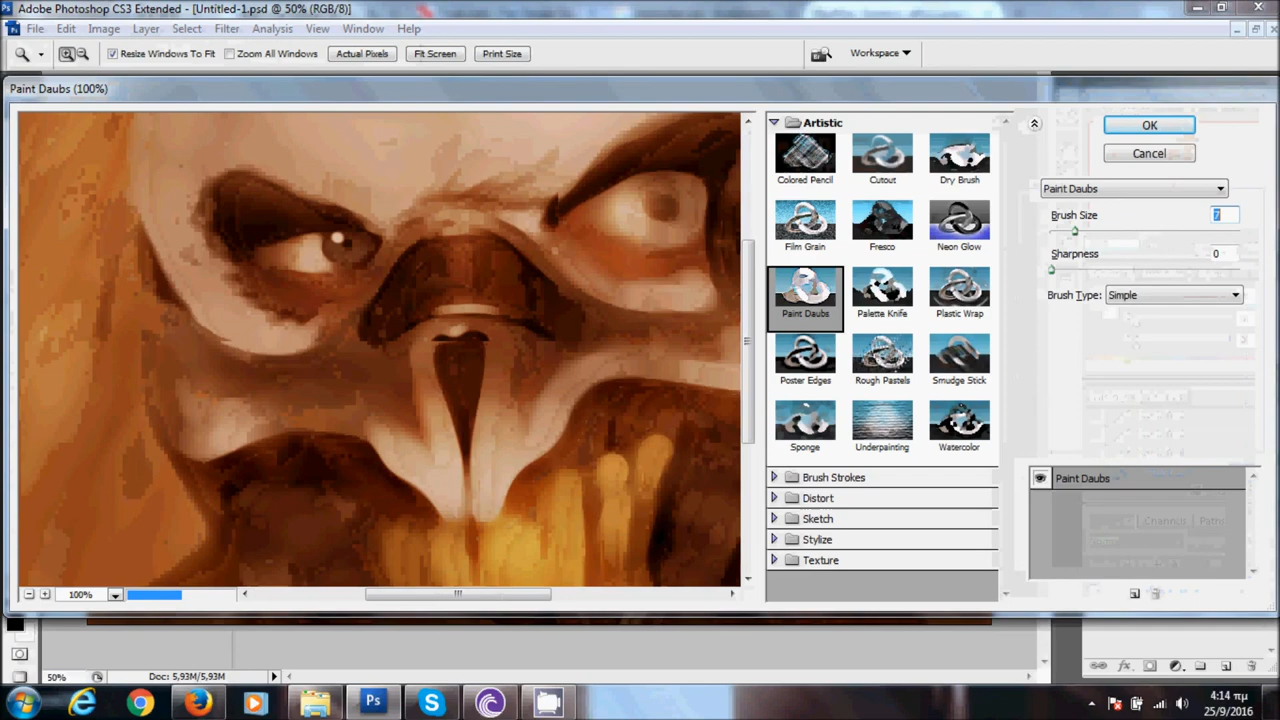 Adobe Photoshop CS3 Extended - [Untitled-1.psd @ 50% (RGB/8)]
File Edit Image Layer Select Filter Analysis View Window Help
Resize Windows To Fit Zoom All Windows Actual Pixels Fit Screen Print Size Workspace
Paint Daubs (100%)
Artistic
Colored Pencil Cutout Dry Brush
Film Grain Fresco Neon Glow
Paint Daubs Palette Knife Plastic Wrap
Poster Edges Rough Pastels Smudge Stick
Sponge Underpainting Watercolor
Brush Strokes
Distort
Sketch
Stylize
Texture
OK
Cancel
Paint Daubs
Brush Size 7
Sharpness 0
Brush Type: Simple
Paint Daubs
Channels Paths
100%
50% Doc: 5,93M/5,93M
4:14 πμ
25/9/2016